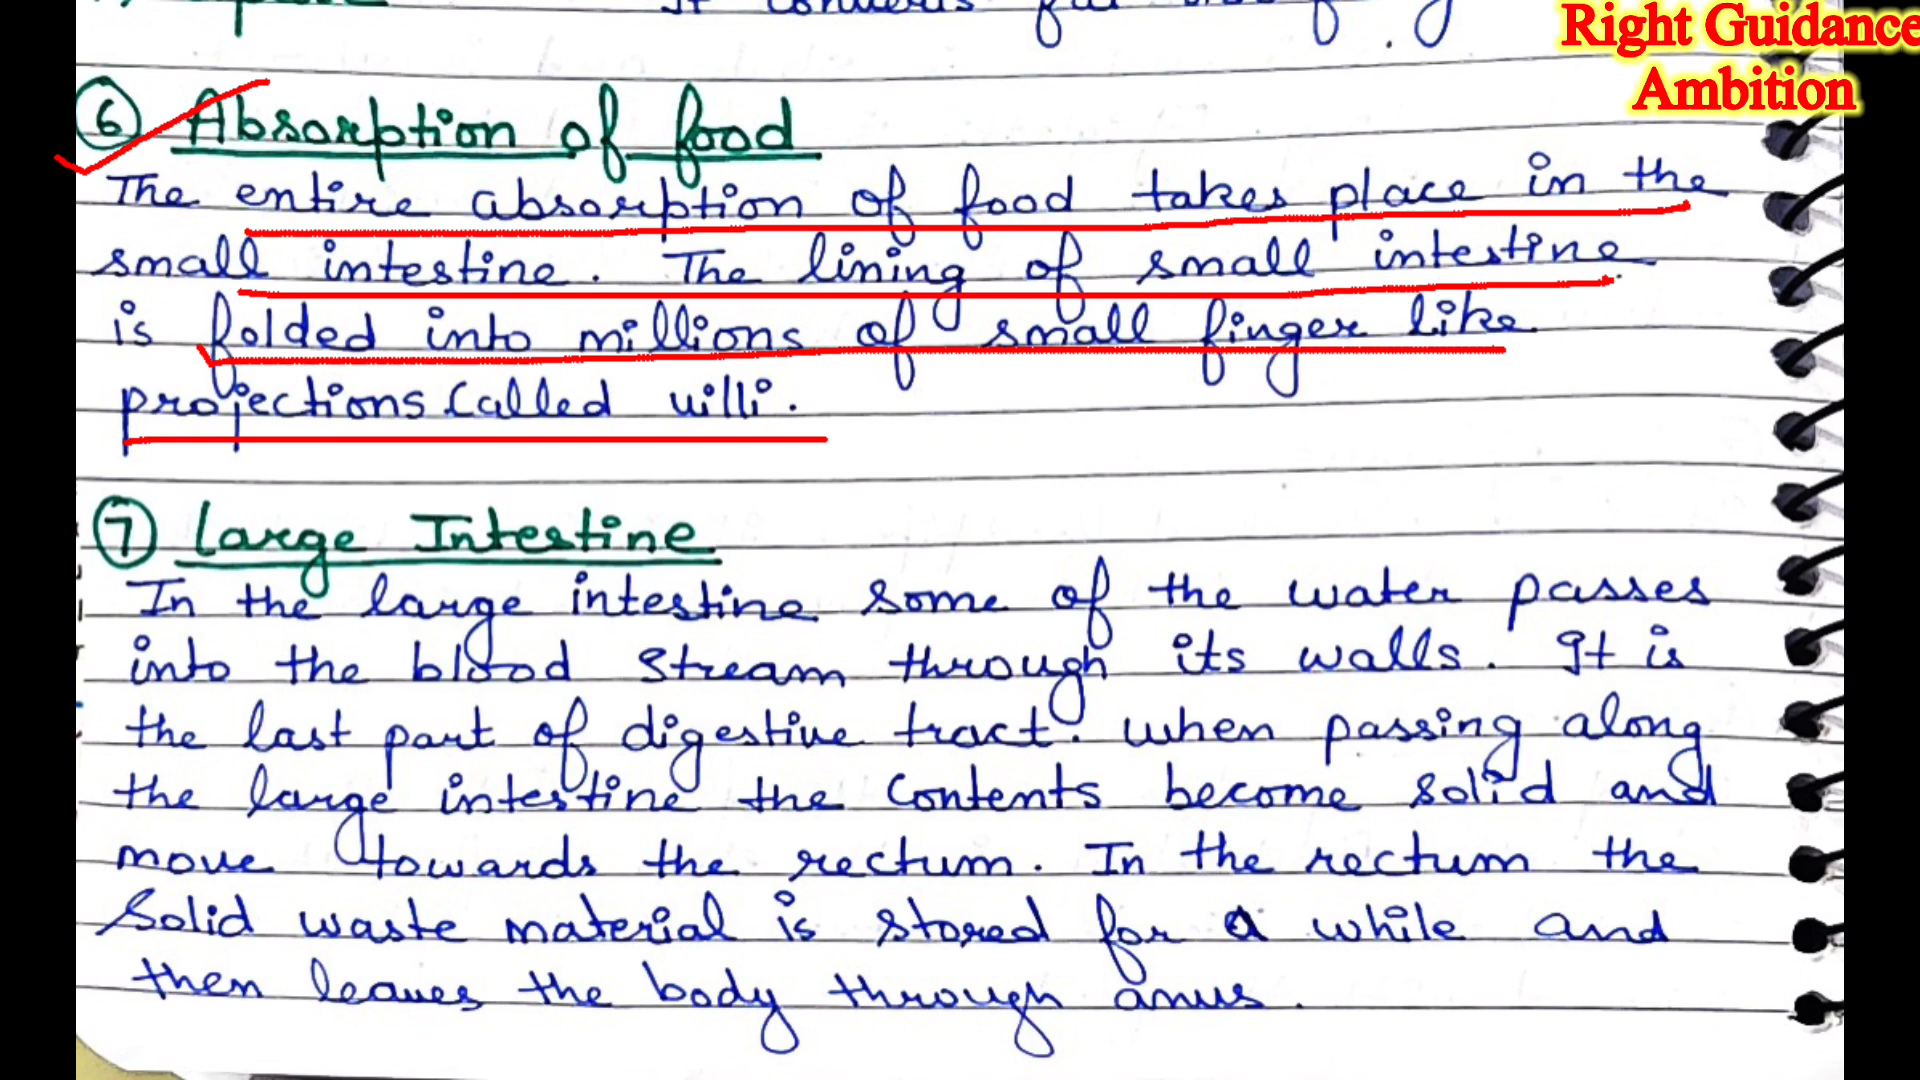 It converts
Right Guidance
Ambition
⑥ Absorption of food
The entire absorption of food takes place in the
small intestine. The lining of small intestine
is folded into millions of small finger like
projections called villi.
⑦ Large Intestine
In the large intestine some of the water passes
into the blood stream through its walls. It is
the last part of digestive tract. when passing along
the large intestine the contents become solid and
move towards the rectum. In the rectum the
solid waste material is stored for a while and
then leaves the body through anus.